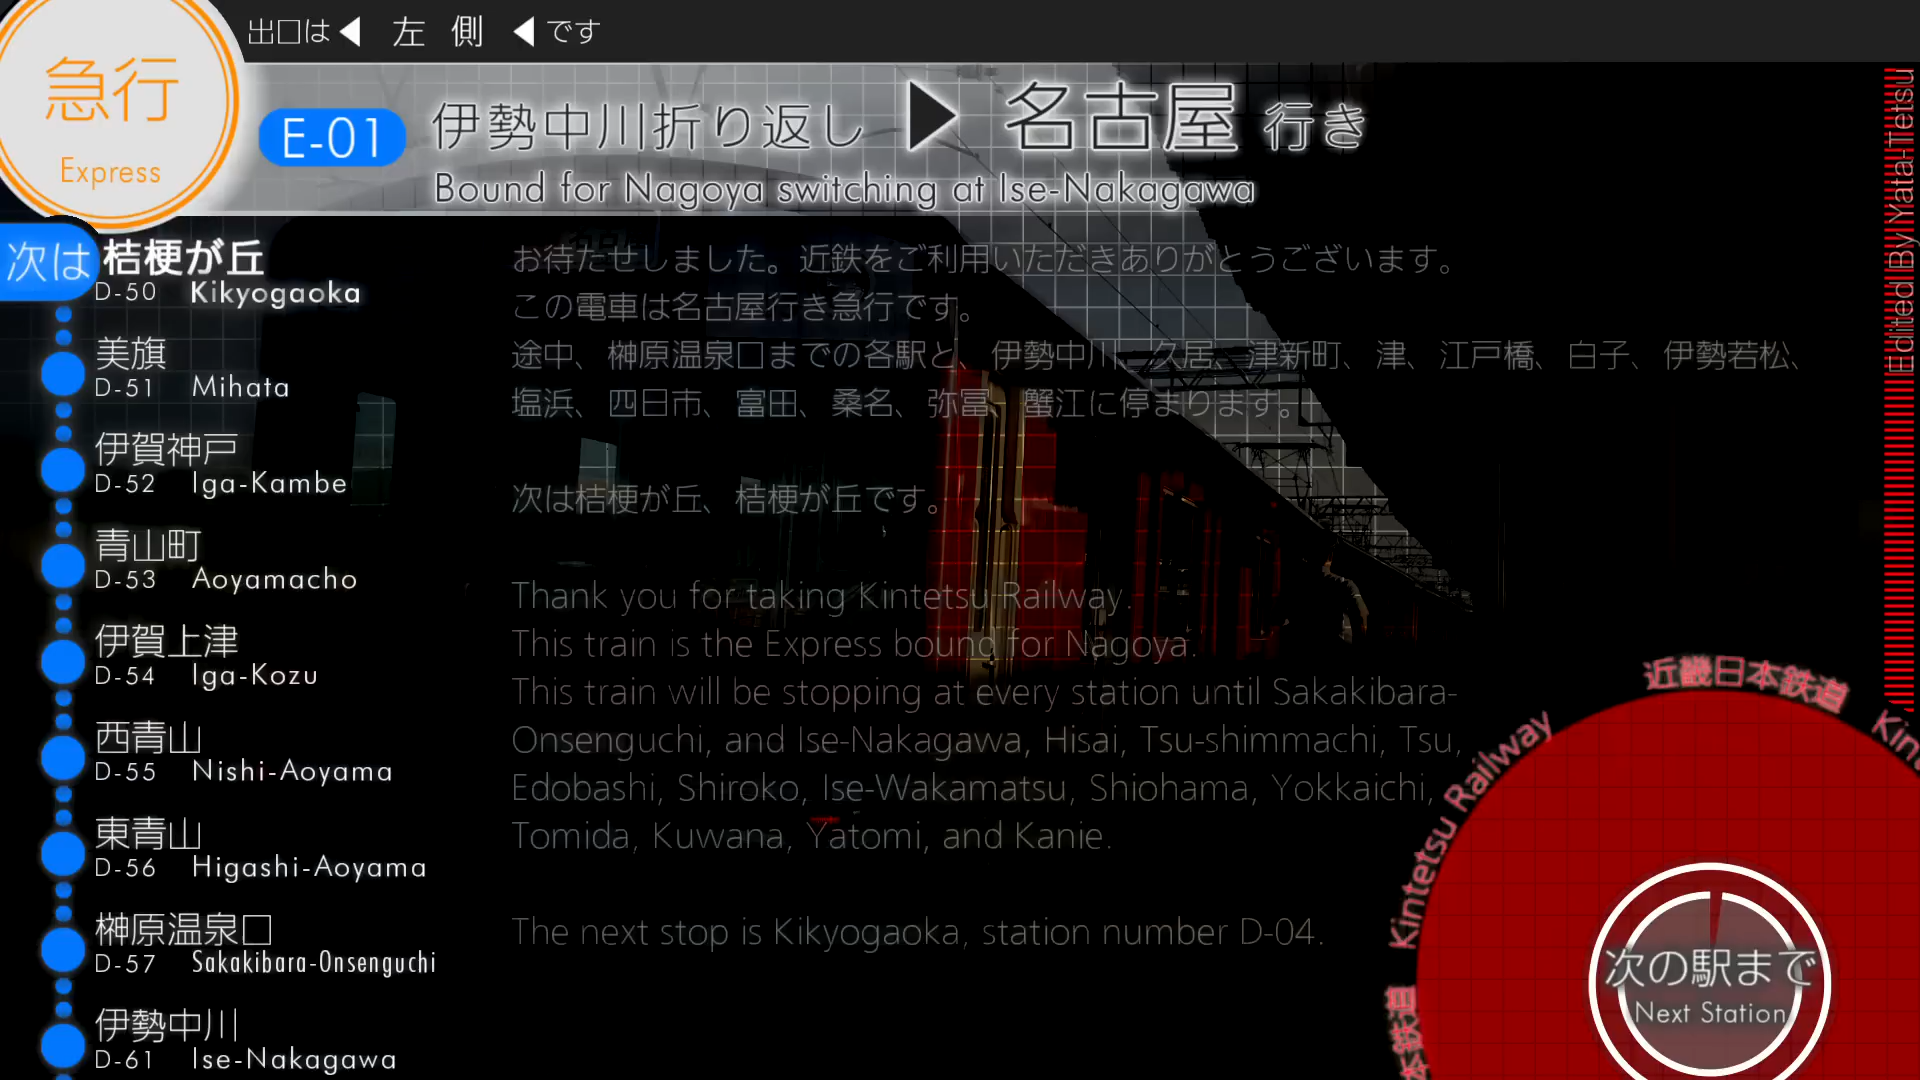 出口は◀ 左 側 ◀です
急行
Express
E-01
伊勢中川折り返し ▶ 名古屋 行き
Bound for Nagoya switching at Ise-Nakagawa
次は 桔梗が丘
D-50 Kikyogaoka
美旗
D-51 Mihata
伊賀神戸
D-52 Iga-Kambe
青山町
D-53 Aoyamacho
伊賀上津
D-54 Iga-Kozu
西青山
D-55 Nishi-Aoyama
東青山
D-56 Higashi-Aoyama
榊原温泉口
D-57 Sakakibara-Onsenguchi
伊勢中川
D-61 Ise-Nakagawa
お待たせしました。近鉄をご利用いただきありがとうございます。
この電車は名古屋行き急行です。
途中、榊原温泉口までの各駅と、伊勢中川、久居、津新町、津、江戸橋、白子、伊勢若松、
塩浜、四日市、富田、桑名、弥冨、蟹江に停まります。
次は桔梗が丘、桔梗が丘です。
Thank you for taking Kintetsu Railway.
This train is the Express bound for Nagoya.
This train will be stopping at every station until Sakakibara-
Onsenguchi, and Ise-Nakagawa, Hisai, Tsu-shimmachi, Tsu,
Edobashi, Shiroko, Ise-Wakamatsu, Shiohama, Yokkaichi,
Tomida, Kuwana, Yatomi, and Kanie.
The next stop is Kikyogaoka, station number D-04.
Edited By Yata-Tetsu
本鉄道
Kintetsu Railway
近畿日本鉄道
Kint
次の駅まで
Next Station